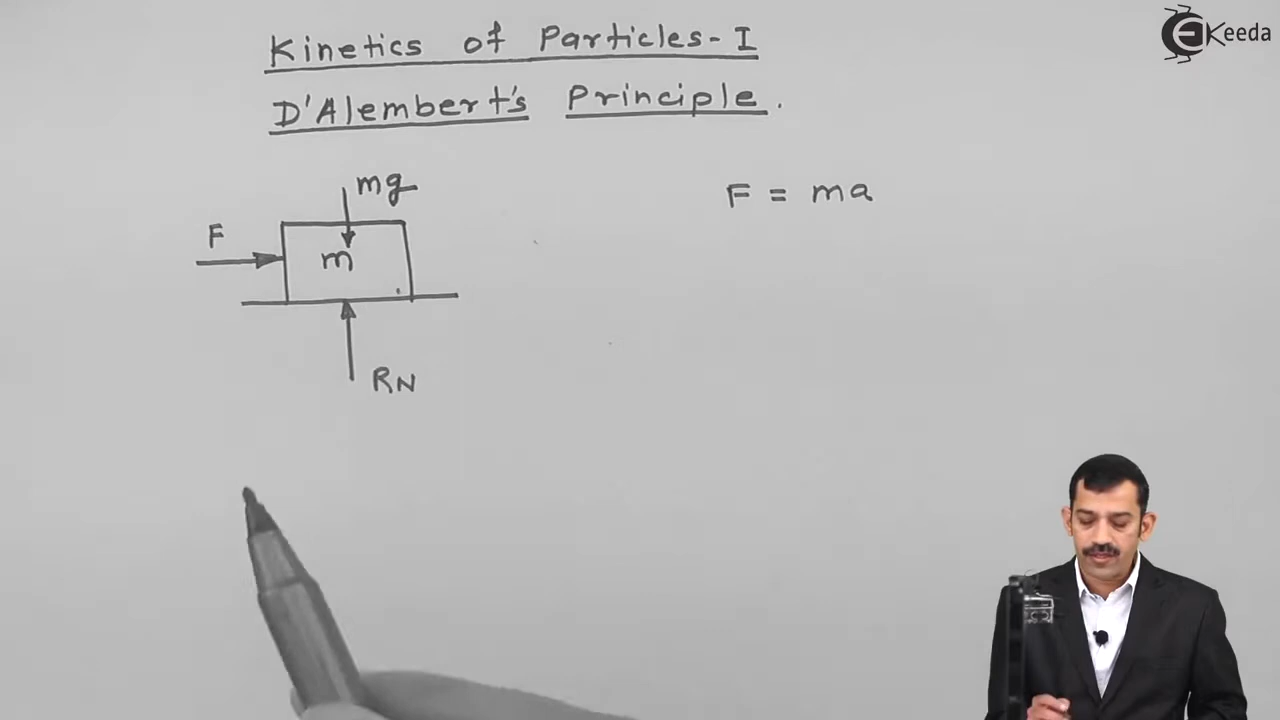 Kinetics of Particles-I
EKeeda
D'Alembert's Principle.
mg
F = ma
F
m
RN